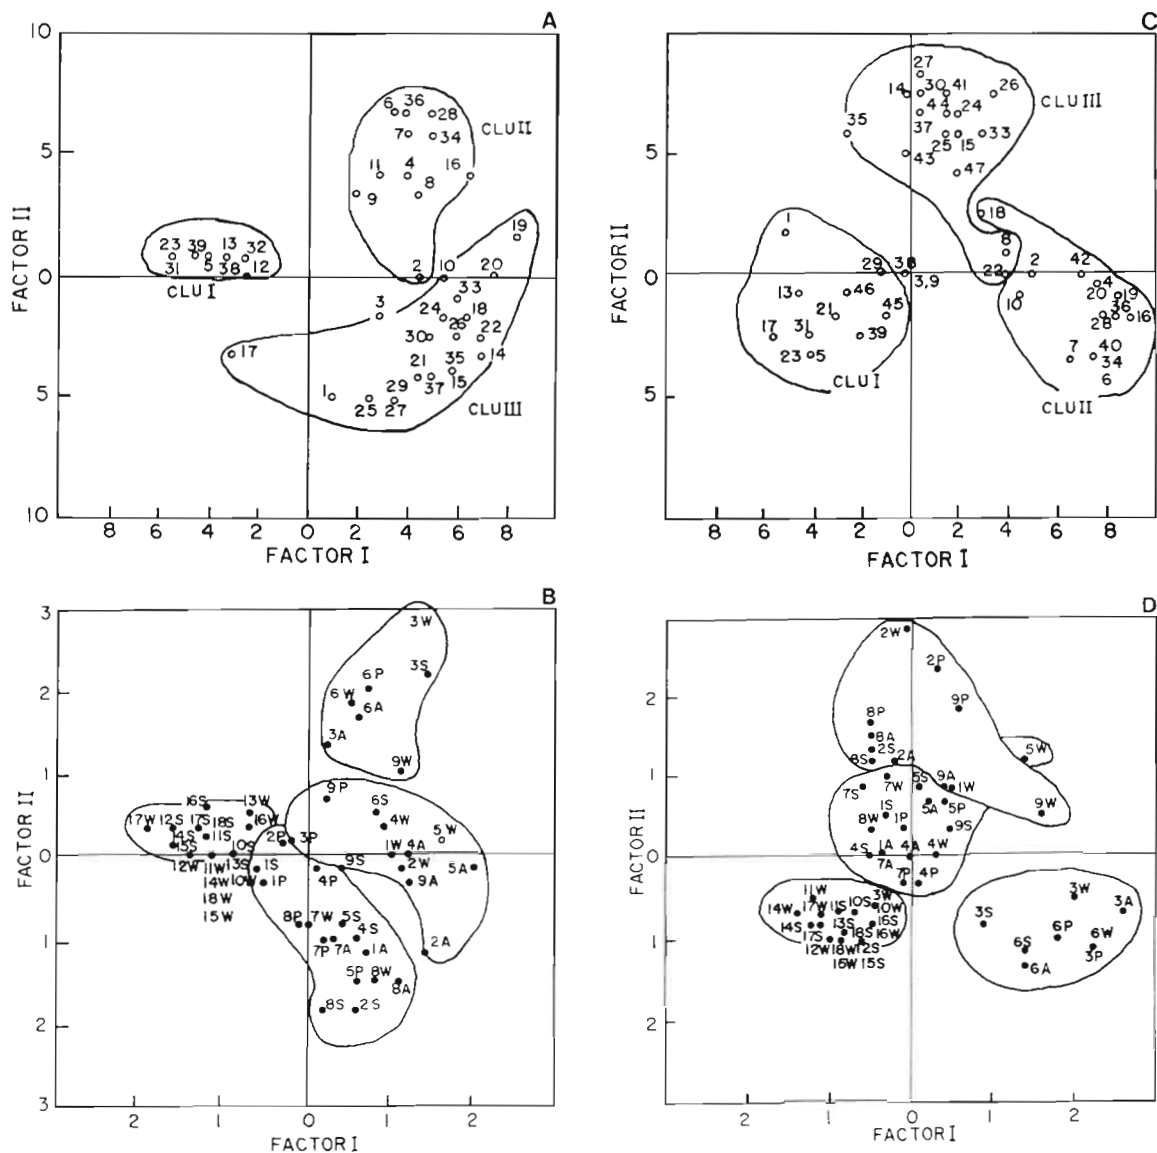 A
10
5
0
5
10
FACTOR II
6 36 28
7 34
CLU II
11 4 16
9 8
19
23 39 13 32
31 5 38 12
CLU I
2 10 20
33
3 24 18
26 22
30
17
21 35 14
29 37 15
1 25 27
CLU III
8 6 4 2 0 2 4 6 8
FACTOR I
C
5
0
5
FACTOR II
27
14 30 41 26
CLU III
44 24
35 37 33
25 15
43 47
18
1
29 38 22 2 42
3,9
13 46 10 4
20 19
21 45 36
28 16
17 31 39
7 40
23 5 34
6
CLU I
CLU II
8 6 4 2 0 2 4 6 8
FACTOR I
B
3
2
1
0
1
2
3
FACTOR II
3W
6P 3S
6W
6A
3A
9W
9P
16S 13W 6S
17W 12S 17S 18S 16W 4W 5W
14S 11S 2P 3P
15S 10S 1W 4A
12W 11W 13S 1S 9S 2W
14W 10W 1P 4P 9A 5A
18W
15W
8P 7W 5S
4S
7P 7A 1A 2A
5P 8W
8A
8S 2S
2 1 0 1 2
FACTOR I
D
2
1
0
1
2
FACTOR II
2W
2P
8P 9P
8A
2S 5W
8S 2A
7W 5S 9A
7S 1W
5A 5P 9W
1S
8W 1P 9S
1A
4S 4A 4W
7A
7P 4P
11W 3W
14W 17W 11S 10S 10W 3W 3A
14S 13S 16S 3S
17S 18S 16W 6P 6W
12W 18W 12S 6S 3P
16W 15S 6A
2 1 0 1 2
FACTOR I